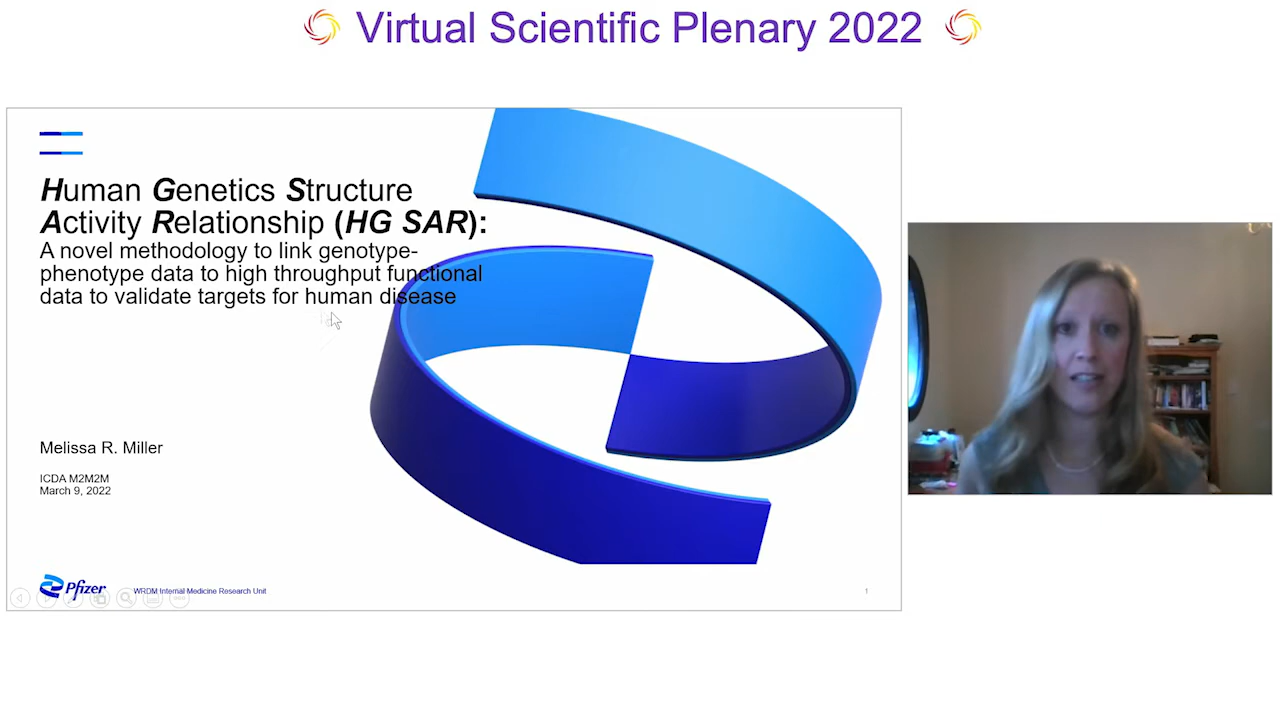 Virtual Scientific Plenary 2022
Human Genetics Structure
Activity Relationship (HG SAR):
A novel methodology to link genotype-
phenotype data to high throughput functional
data to validate targets for human disease
Melissa R. Miller
ICDA M2M2M
March 9, 2022
Pfizer
WRDM Internal Medicine Research Unit
1